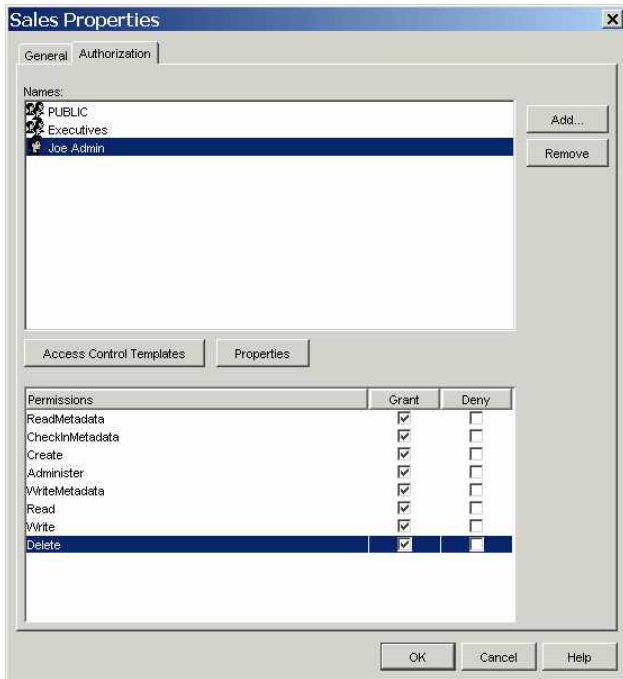 Sales Properties
General Authorization
Names:
PUBLIC
Executives
Joe Admin
Add...
Remove
Access Control Templates Properties
Permissions Grant Deny
ReadMetadata
CheckInMetadata
Create
Administer
WriteMetadata
Read
Write
Delete
OK Cancel Help